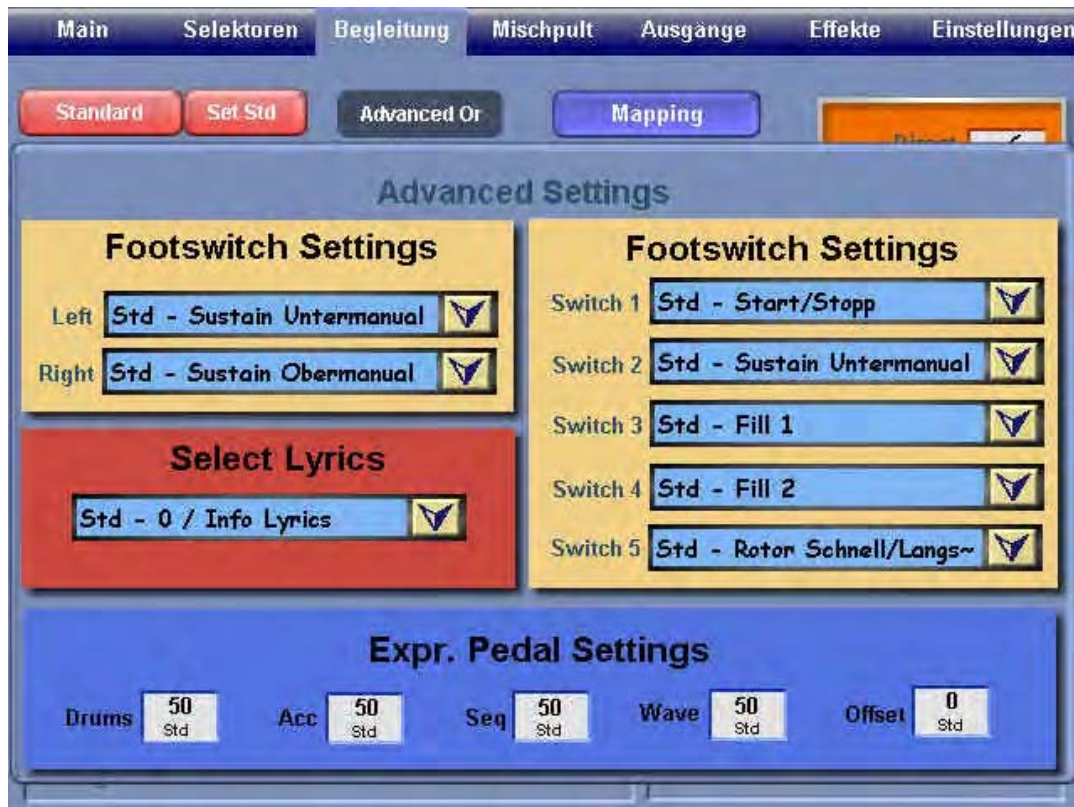 Main Selektoren Begleitung Mischpult Ausgänge Effekte Einstellungen
Standard Set Std Advanced Or Mapping
Advanced Settings
Footswitch Settings
Left Std - Sustain Untermanual
Right Std - Sustain Obermanual
Select Lyrics
Std - 0 / Info Lyrics
Footswitch Settings
Switch 1 Std - Start/Stopp
Switch 2 Std - Sustain Untermanual
Switch 3 Std - Fill 1
Switch 4 Std - Fill 2
Switch 5 Std - Rotor Schnell/Langs~
Expr. Pedal Settings
Drums 50 Std Acc 50 Std Seq 50 Std Wave 50 Std Offset 0 Std